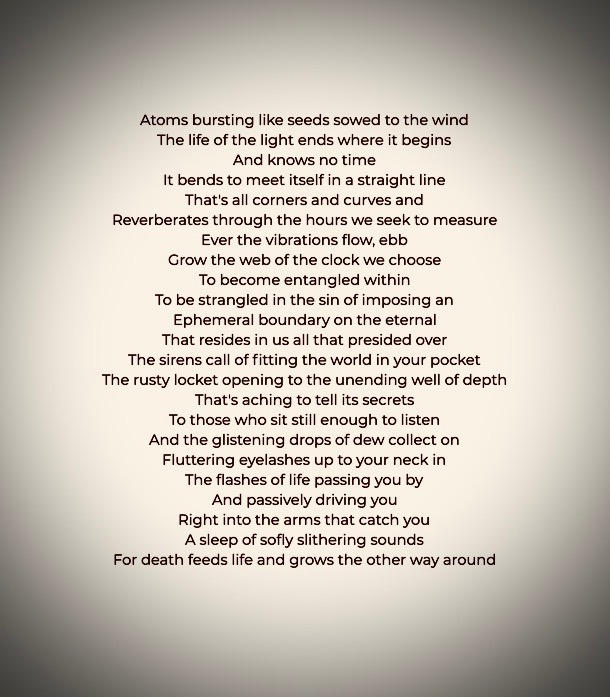 Atoms bursting like seeds sowed to the wind
The life of the light ends where it begins
And knows no time
It bends to meet itself in a straight line
That's all corners and curves and
Reverberates through the hours we seek to measure
Ever the vibrations flow, ebb
Grow the web of the clock we choose
To become entangled within
To be strangled in the sin of imposing an
Ephemeral boundary on the eternal
That resides in us all that presided over
The sirens call of fitting the world in your pocket
The rusty locket opening to the unending well of depth
That's aching to tell its secrets
To those who sit still enough to listen
And the glistening drops of dew collect on
Fluttering eyelashes up to your neck in
The flashes of life passing you by
And passively driving you
Right into the arms that catch you
A sleep of sofly slithering sounds
For death feeds life and grows the other way around